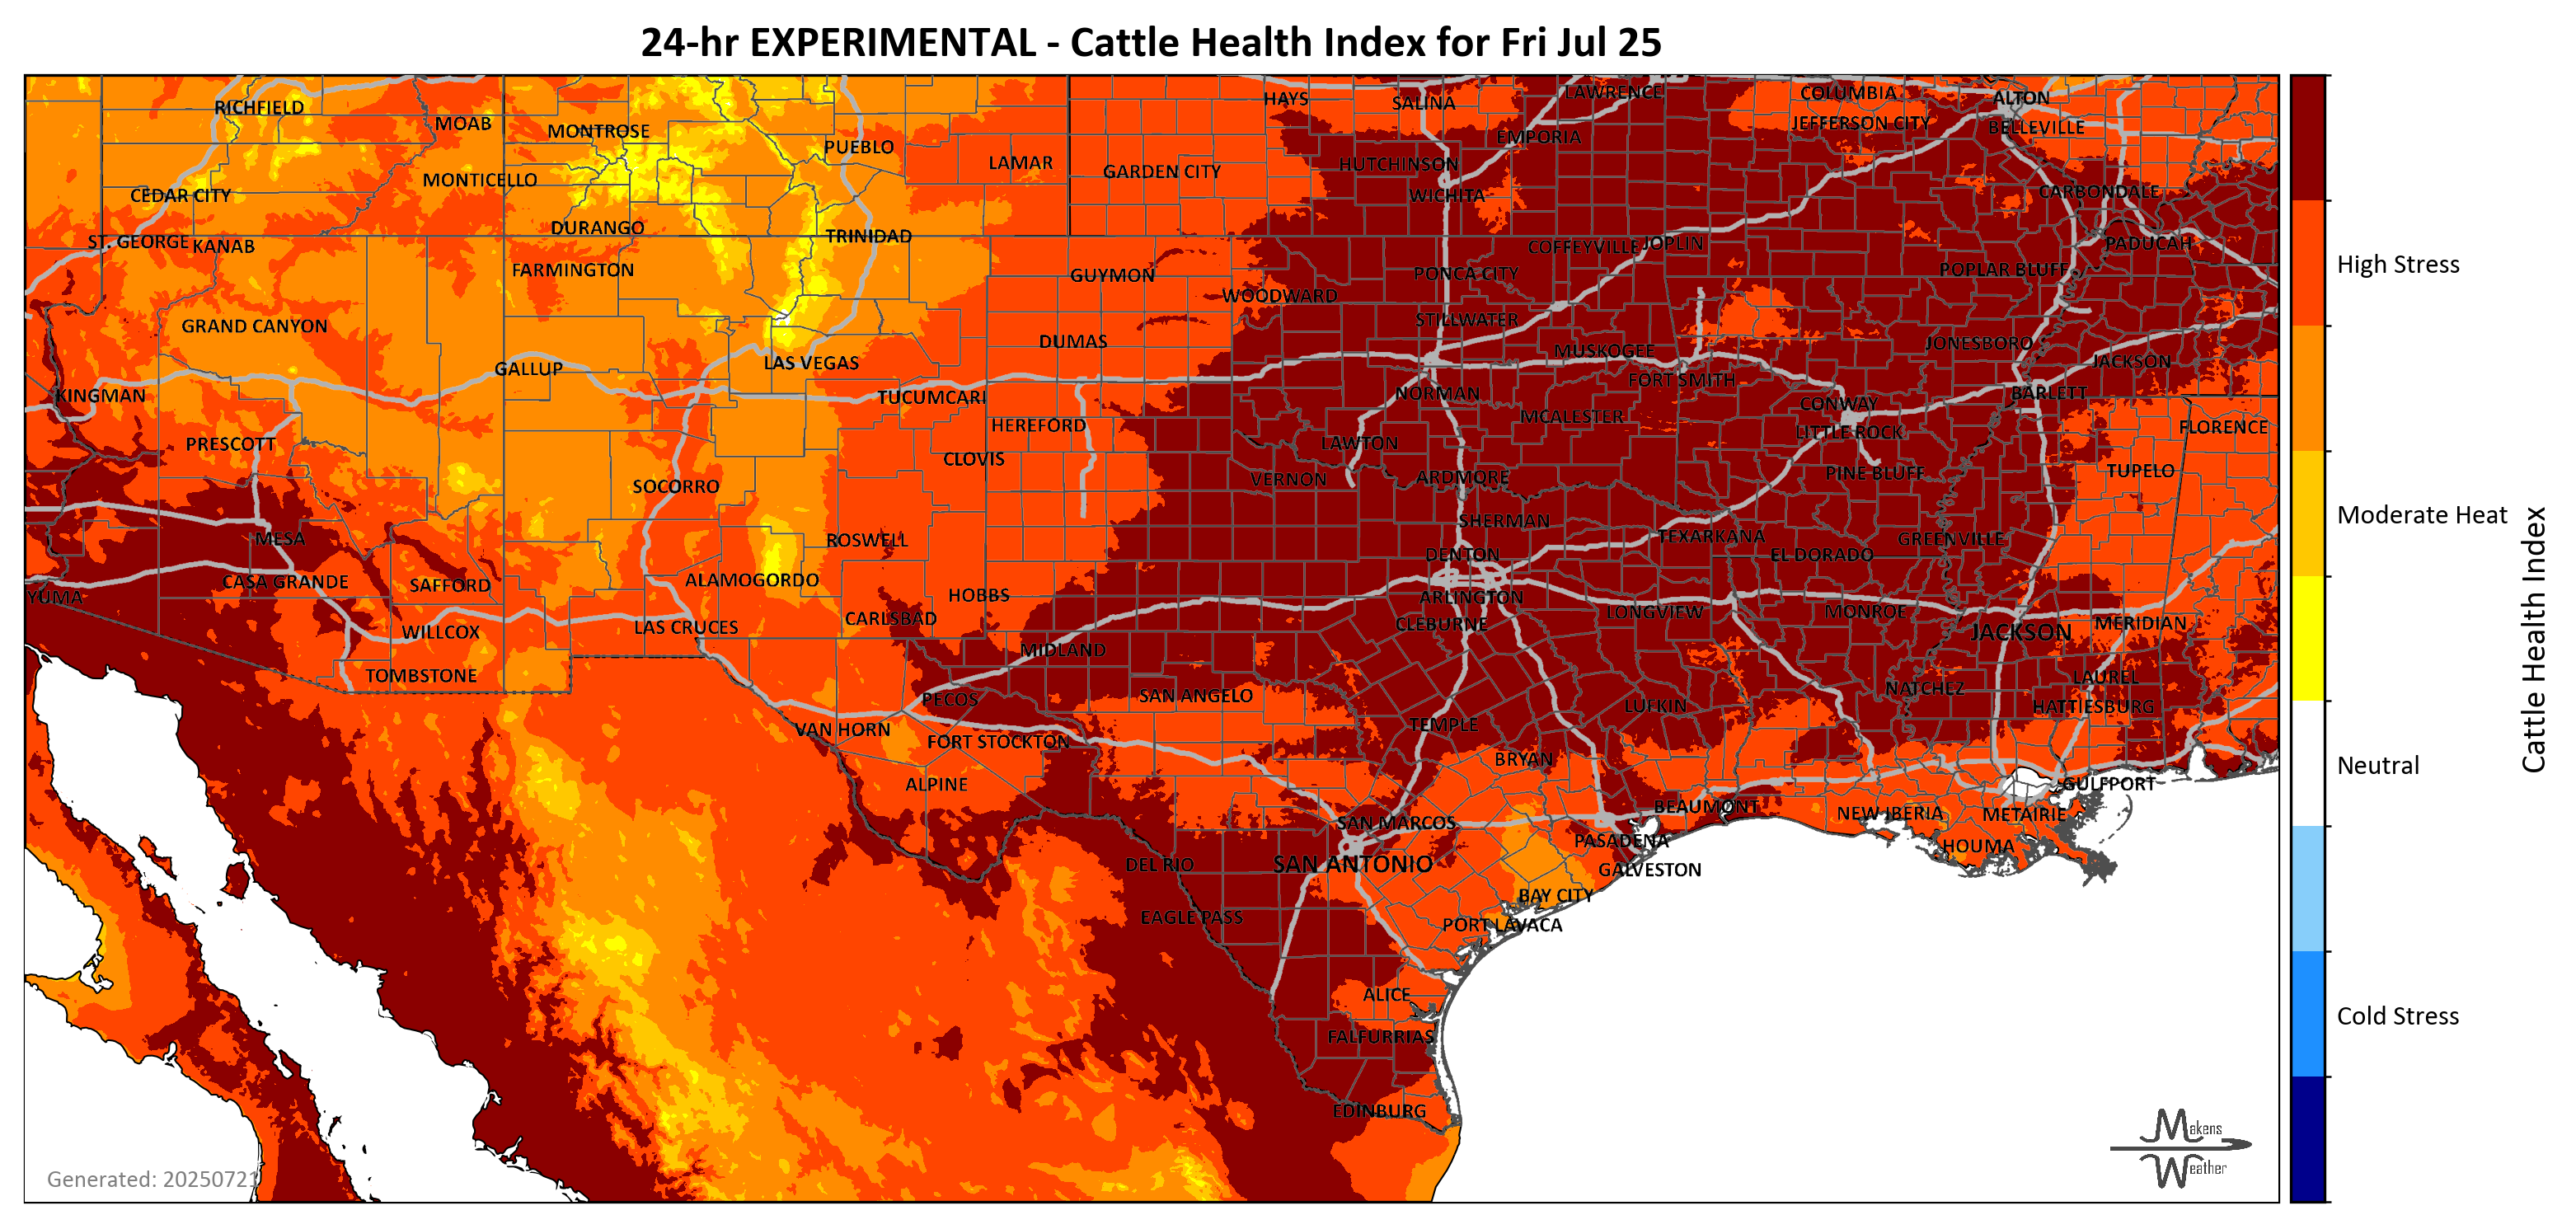 24-hr EXPERIMENTAL - Cattle Health Index for Fri Jul 25
HAYS
SALINA
LAWRENCE
COLUMBIA
ALTON
RICHFIELD
MOAB
MONTROSE
PUEBLO
EMPORIA
JEFFERSON CITY
BELLEVILLE
LAMAR
GARDEN CITY
HUTCHINSON
MONTICELLO
CEDAR CITY
WICHITA
CARBONDALE
DURANGO
TRINIDAD
ST. GEORGE
KANAB
COFFEYVILLE
JOPLIN
PADUCAH
High Stress
FARMINGTON
GUYMON
PONCA CITY
POPLAR BLUFF
WOODWARD
GRAND CANYON
STILLWATER
DUMAS
MUSKOGEE
JONESBORO
GALLUP
LAS VEGAS
JACKSON
KINGMAN
TUCUMCARI
NORMAN
FORT SMITH
BARLETT
CONWAY
MCALESTER
HEREFORD
FLORENCE
PRESCOTT
LAWTON
LITTLE ROCK
CLOVIS
VERNON
ARDMORE
PINE BLUFF
TUPELO
SOCORRO
Moderate Heat
SHERMAN
MESA
ROSWELL
TEXARKANA
GREENVILLE
DENTON
EL DORADO
CASA GRANDE
SAFFORD
ALAMOGORDO
YUMA
HOBBS
ARLINGTON
LONGVIEW
MONROE
WILLCOX
LAS CRUCES
CARLSBAD
CLEBURNE
JACKSON
MERIDIAN
MIDLAND
TOMBSTONE
PECOS
SAN ANGELO
NATCHEZ
LAUREL
LUFKIN
HATTIESBURG
VAN HORN
FORT STOCKTON
TEMPLE
BRYAN
Neutral
ALPINE
GULFPORT
BEAUMONT
NEW IBERIA
METAIRIE
SAN MARCOS
PASADENA
HOUMA
DEL RIO
SAN ANTONIO
GALVESTON
BAY CITY
EAGLE PASS
PORT LAVACA
ALICE
Cold Stress
FALFURRIAS
EDINBURG
Cattle Health Index
Makens
Weather
Generated: 20250721